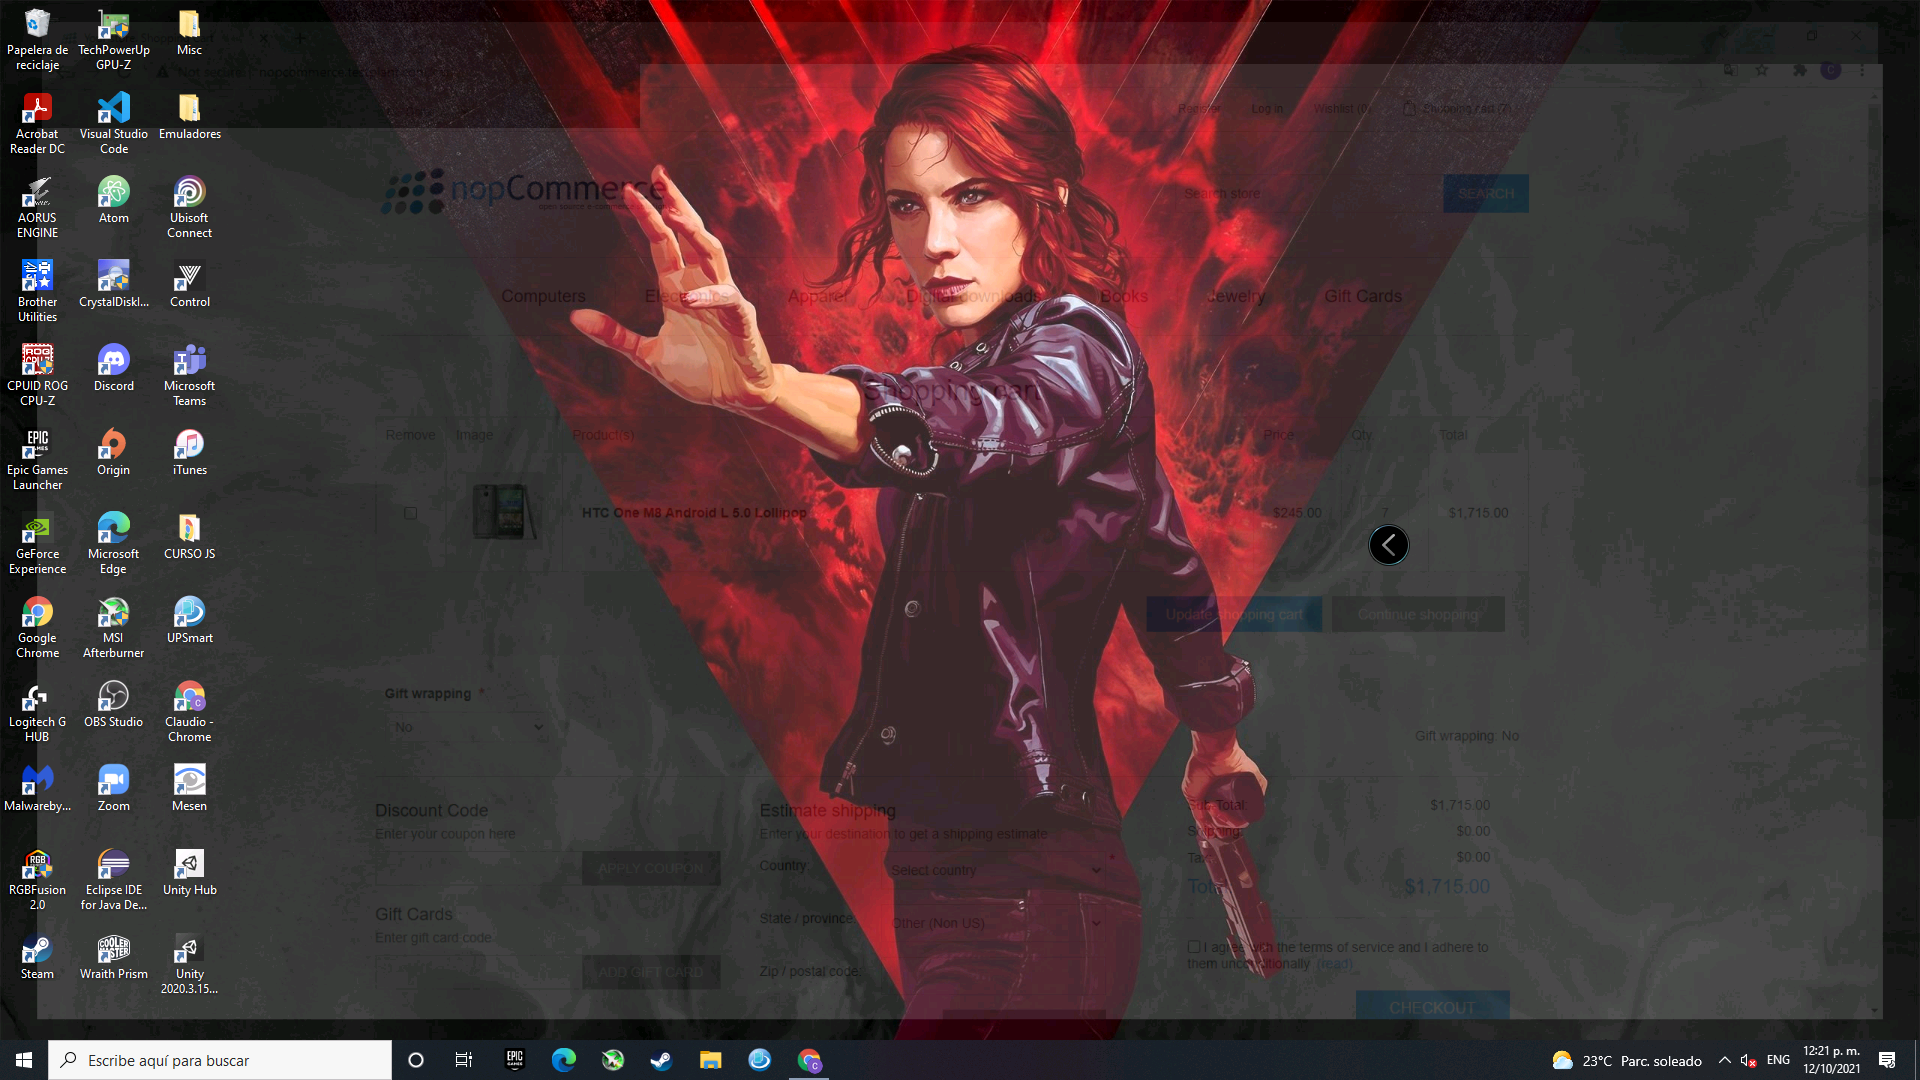 Papelera de
reciclaje
TechPowerUp
GPU-Z
Misc
Acrobat
Reader DC
Visual Studio
Code
Emuladores
AORUS
ENGINE
Atom
Ubisoft
Connect
Brother
Utilities
CrystalDiskI...
Control
CPUID ROG
CPU-Z
Discord
Microsoft
Teams
Epic Games
Launcher
Origin
iTunes
GeForce
Experience
Microsoft
Edge
CURSO JS
Google
Chrome
MSI
Afterburner
UPSmart
Logitech G
HUB
OBS Studio
Claudio -
Chrome
Malwareby...
Zoom
Mesen
RGBFusion
2.0
Eclipse IDE
for Java De...
Unity Hub
Steam
Wraith Prism
Unity
2020.3.15...
Register Log in Wishlist (0) Shopping cart (7)
nopCommerce
Search store
SEARCH
Computers Electronics Apparel Digital downloads Books Jewelry Gift Cards
Shopping cart
Remove Image Product(s) Price Qty. Total
HTC One M8 Android L 5.0 Lollipop $245.00 7 $1,715.00
Update shopping cart Continue shopping
Gift wrapping *
No
Gift wrapping: No
Discount Code
Enter your coupon here
APPLY COUPON
Gift Cards
Enter gift card code
ADD GIFT CARD
Estimate shipping
Enter your destination to get a shipping estimate
Country: Select country *
State / province: Other (Non US)
Zip / postal code:
Sub-Total: $1,715.00
Shipping: $0.00
Tax: $0.00
Total: $1,715.00
I agree with the terms of service and I adhere to
them unconditionally (read)
CHECKOUT
Escribe aquí para buscar
23°C Parc. soleado
ENG
12:21 p. m.
12/10/2021